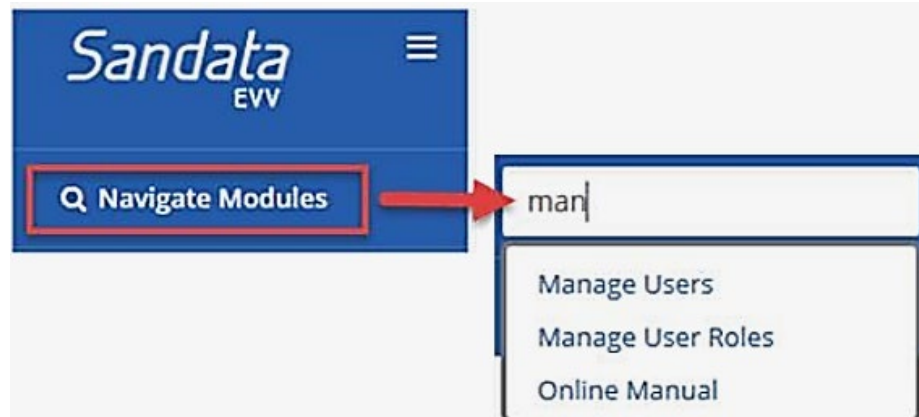 Sandata
EVV
Navigate Modules
man
Manage Users
Manage User Roles
Online Manual